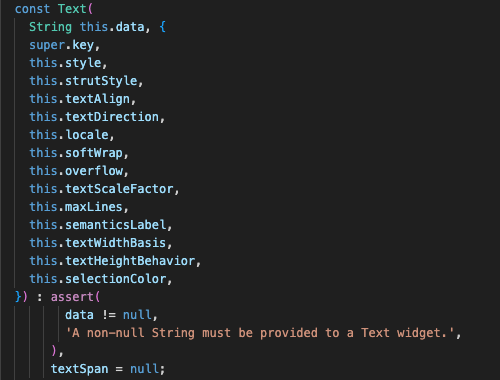 const Text(
String this.data, {
super.key,
this.style,
this.strutStyle,
this.textAlign,
this.textDirection,
this.locale,
this.softWrap,
this.overflow,
this.textScaleFactor,
this.maxLines,
this.semanticsLabel,
this.textWidthBasis,
this.textHeightBehavior,
this.selectionColor,
}) : assert(
data != null,
'A non-null String must be provided to a Text widget.',
),
textSpan = null;